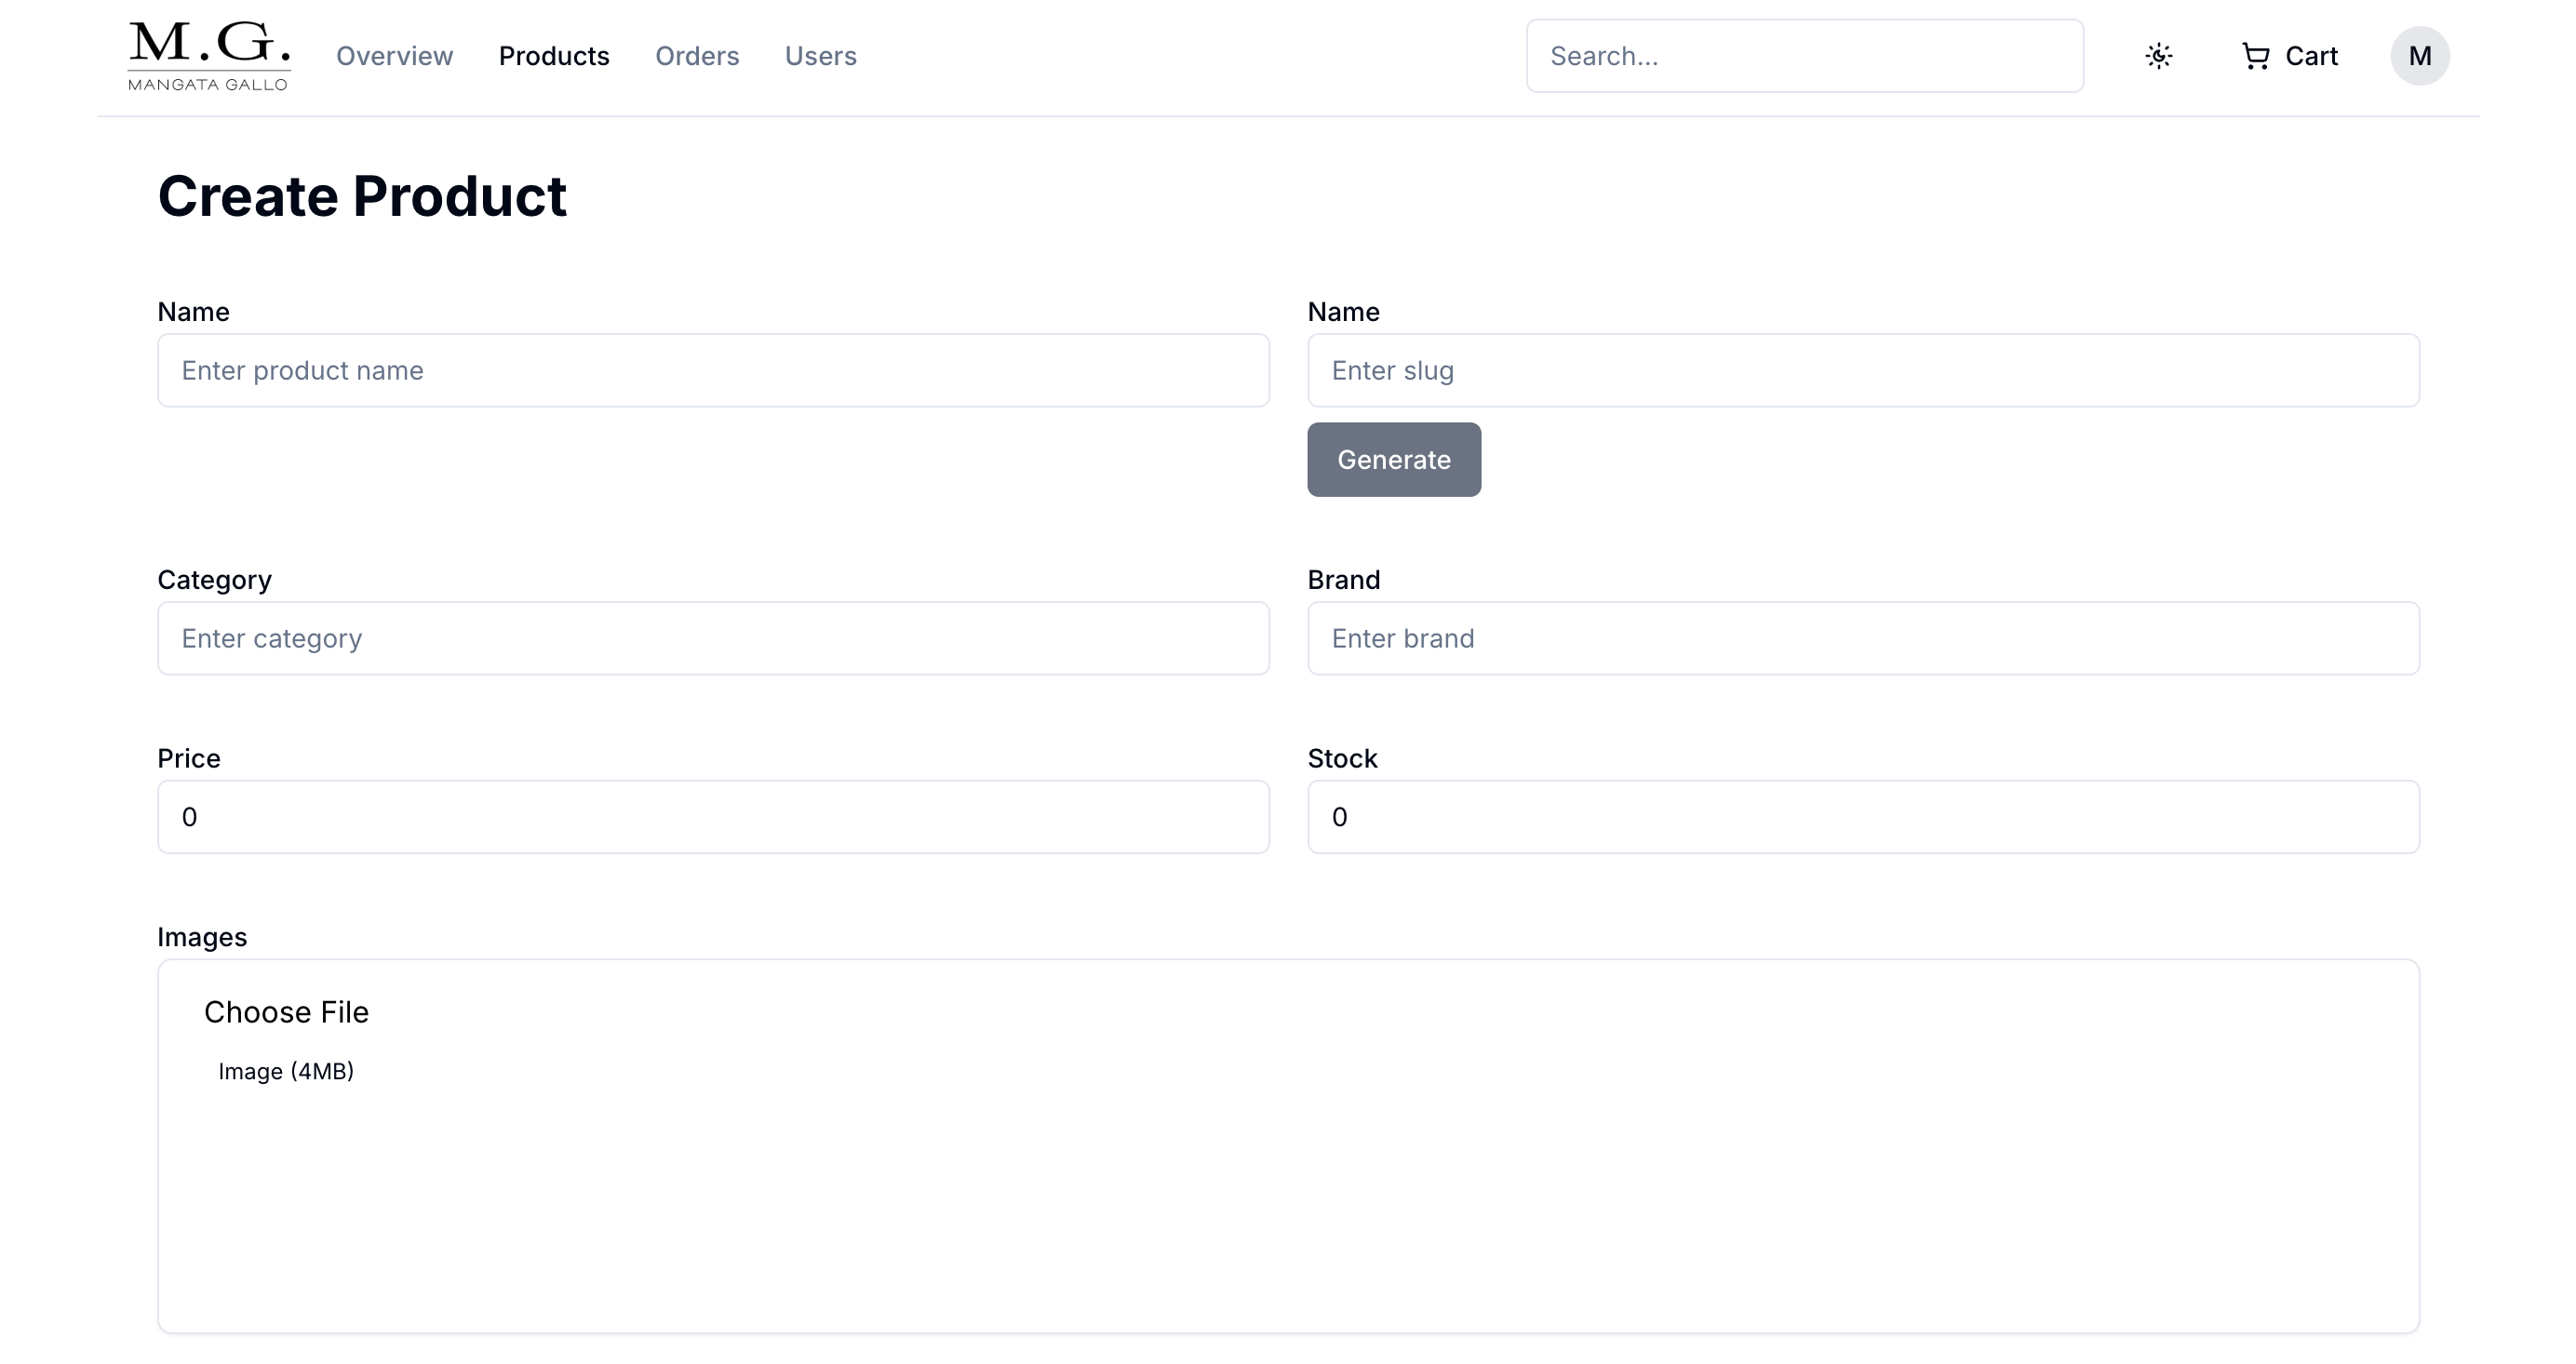 M.G.
MANGATA GALLO
Overview Products Orders Users Search... Cart M
Create Product
Name
Enter product name
Name
Enter slug
Generate
Category
Enter category
Brand
Enter brand
Price
0
Stock
0
Images
Choose File
Image (4MB)